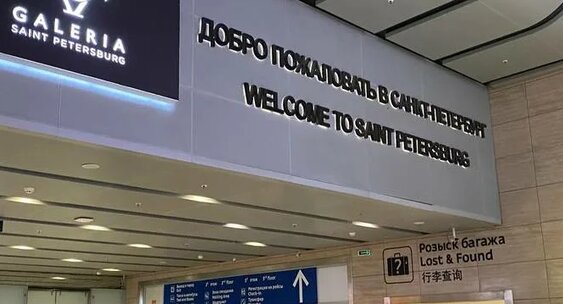 GALERIA
SAINT PETERSBURG
ДОБРО ПОЖАЛОВАТЬ В САНКТ-ПЕТЕРБУРГ
WELCOME TO SAINT PETERSBURG
Розыск багажа
Lost & Found
行李查询